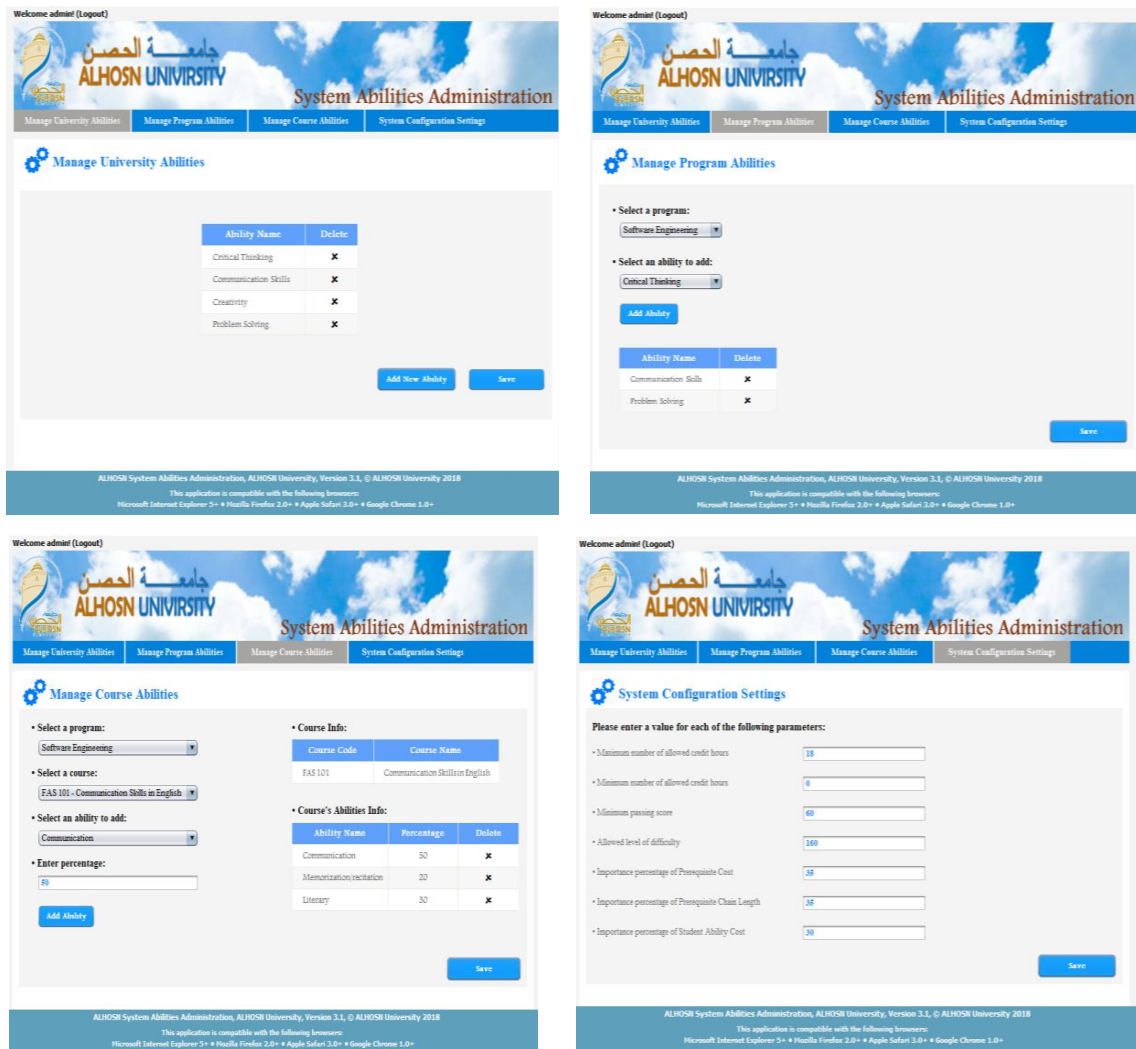 Welcome admin! (Logout)
جامعة الحصن
ALHOSN UNIVIRSITY
System Abilities Administration
Manage University Abilities Manage Program Abilities Manage Course Abilities System Configuration Settings
Manage University Abilities
Ability Name Delete
Critical Thinking ✘
Communication Skills ✘
Creativity ✘
Problem Solving ✘
Add New Ability Save
ALHOSN System Abilities Administration, ALHOSN University, Version 3.1, © ALHOSN University 2018
This application is compatible with the following browsers:
Microsoft Internet Explorer 5+ • Mozilla Firefox 2.0+ • Apple Safari 3.0+ • Google Chrome 1.0+
Welcome admin! (Logout)
جامعة الحصن
ALHOSN UNIVIRSITY
System Abilities Administration
Manage University Abilities Manage Program Abilities Manage Course Abilities System Configuration Settings
Manage Program Abilities
• Select a program:
Software Engineering
• Select an ability to add:
Critical Thinking
Add Ability
Ability Name Delete
Communication Skills ✘
Problem Solving ✘
Save
ALHOSN System Abilities Administration, ALHOSN University, Version 3.1, © ALHOSN University 2018
This application is compatible with the following browsers:
Microsoft Internet Explorer 5+ • Mozilla Firefox 2.0+ • Apple Safari 3.0+ • Google Chrome 1.0+
Welcome admin! (Logout)
جامعة الحصن
ALHOSN UNIVIRSITY
System Abilities Administration
Manage University Abilities Manage Program Abilities Manage Course Abilities System Configuration Settings
Manage Course Abilities
• Select a program:
Software Engineering
• Select a course:
FAS 101 - Communication Skills in English
• Select an ability to add:
Communication
• Enter percentage:
50
Add Ability
• Course Info:
Course Code Course Name
FAS 101 Communication Skills in English
• Course's Abilities Info:
Ability Name Percentage Delete
Communication 50 ✘
Memorization/recitation 20 ✘
Literary 30 ✘
Save
ALHOSN System Abilities Administration, ALHOSN University, Version 3.1, © ALHOSN University 2018
This application is compatible with the following browsers:
Microsoft Internet Explorer 5+ • Mozilla Firefox 2.0+ • Apple Safari 3.0+ • Google Chrome 1.0+
Welcome admin! (Logout)
جامعة الحصن
ALHOSN UNIVIRSITY
System Abilities Administration
Manage University Abilities Manage Program Abilities Manage Course Abilities System Configuration Settings
System Configuration Settings
Please enter a value for each of the following parameters:
• Maximum number of allowed credit hours 18
• Minimum number of allowed credit hours 0
• Minimum passing score 60
• Allowed level of difficulty 160
• Importance percentage of Prerequisite Cost 35
• Importance percentage of Prerequisite Chain Length 35
• Importance percentage of Student Ability Cost 30
Save
ALHOSN System Abilities Administration, ALHOSN University, Version 3.1, © ALHOSN University 2018
This application is compatible with the following browsers:
Microsoft Internet Explorer 5+ • Mozilla Firefox 2.0+ • Apple Safari 3.0+ • Google Chrome 1.0+